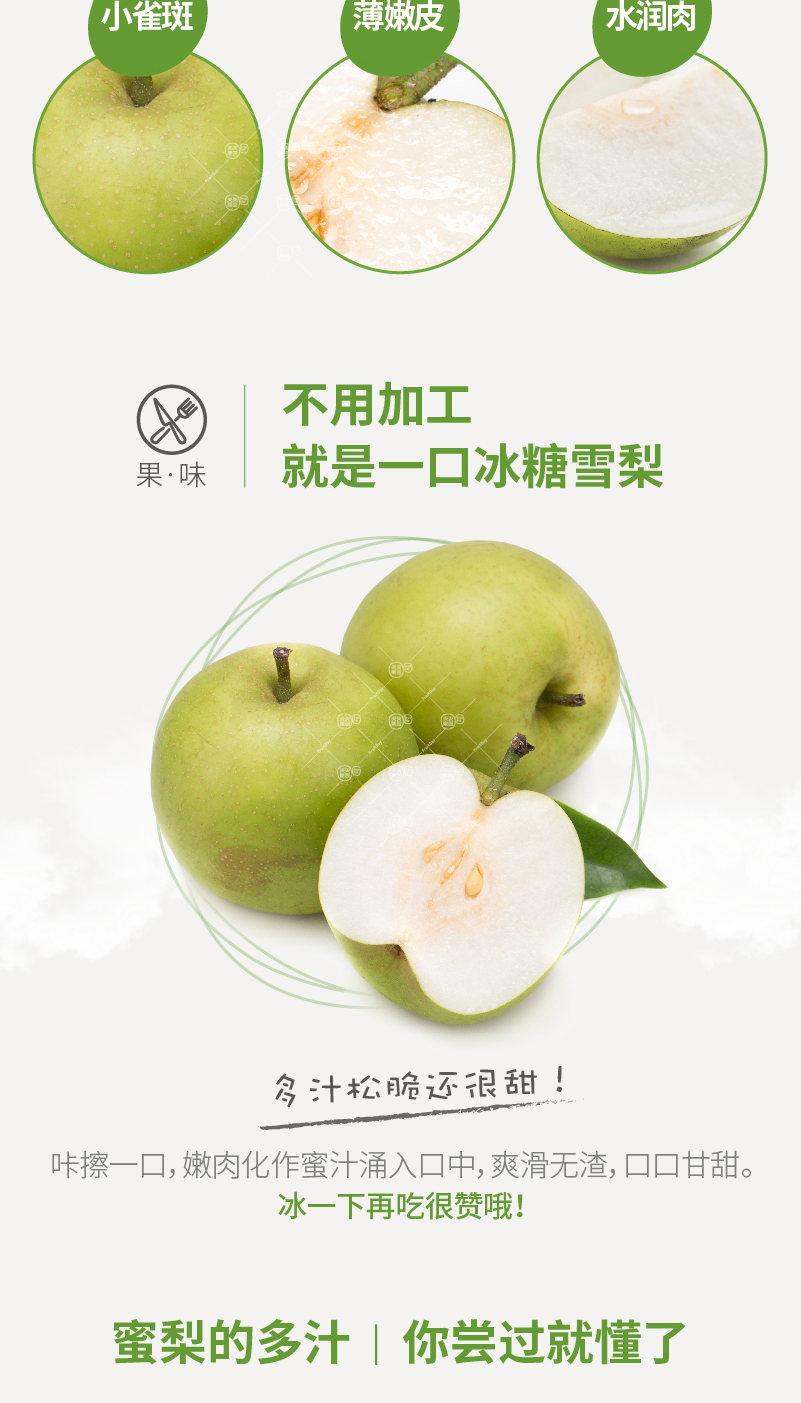 小雀斑
薄嫩皮
水润肉
果·味
不用加工
就是一口冰糖雪梨
多汁松脆还很甜！
咔擦一口，嫩肉化作蜜汁涌入口中，爽滑无渣，口口甘甜。
冰一下再吃很赞哦！
蜜梨的多汁｜你尝过就懂了